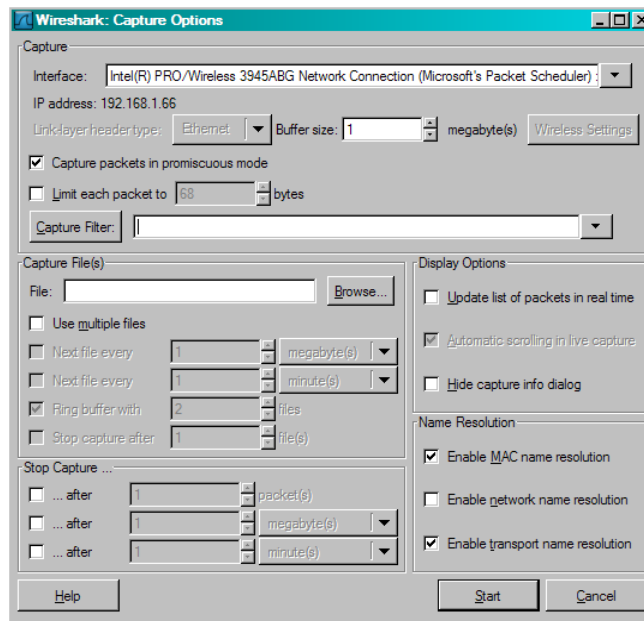 Wireshark: Capture Options
Capture
Interface: Intel(R) PRO/Wireless 3945ABG Network Connection (Microsoft's Packet Scheduler) :
IP address: 192.168.1.66
Link-layer header type: Ethernet Buffer size: 1 megabyte(s) Wireless Settings
Capture packets in promiscuous mode
Limit each packet to 68 bytes
Capture Filter:
Capture File(s)
File: Browse...
Use multiple files
Next file every 1 megabyte(s)
Next file every 1 minute(s)
Ring buffer with 2 files
Stop capture after 1 file(s)
Stop Capture ...
... after 1 packet(s)
... after 1 megabyte(s)
... after 1 minute(s)
Display Options
Update list of packets in real time
Automatic scrolling in live capture
Hide capture info dialog
Name Resolution
Enable MAC name resolution
Enable network name resolution
Enable transport name resolution
Help Start Cancel